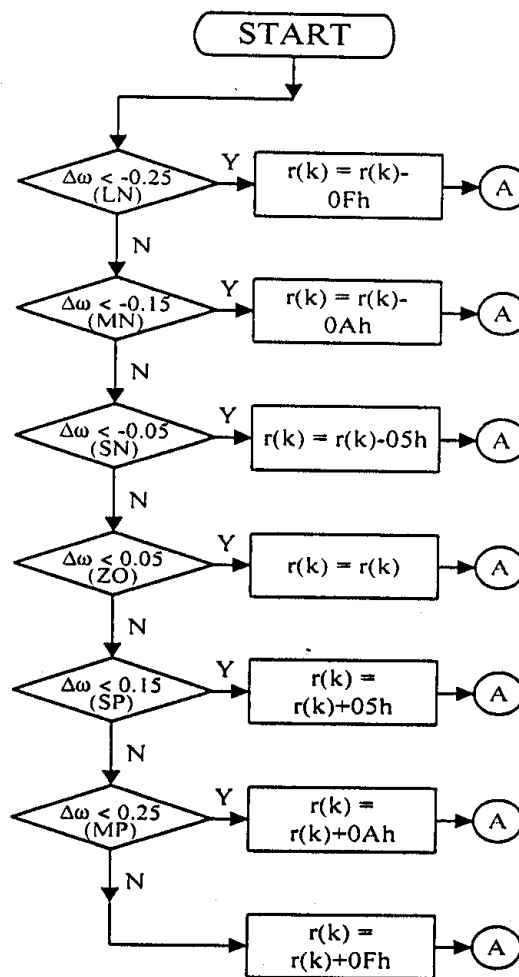 START
Δω < -0.25
(LN)
Y
r(k) = r(k)-
0Fh
A
N
Δω < -0.15
(MN)
Y
r(k) = r(k)-
0Ah
A
N
Δω < -0.05
(SN)
Y
r(k) = r(k)-05h
A
N
Δω < 0.05
(ZO)
Y
r(k) = r(k)
A
N
Δω < 0.15
(SP)
Y
r(k) =
r(k)+05h
A
N
Δω < 0.25
(MP)
Y
r(k) =
r(k)+0Ah
A
N
r(k) =
r(k)+0Fh
A